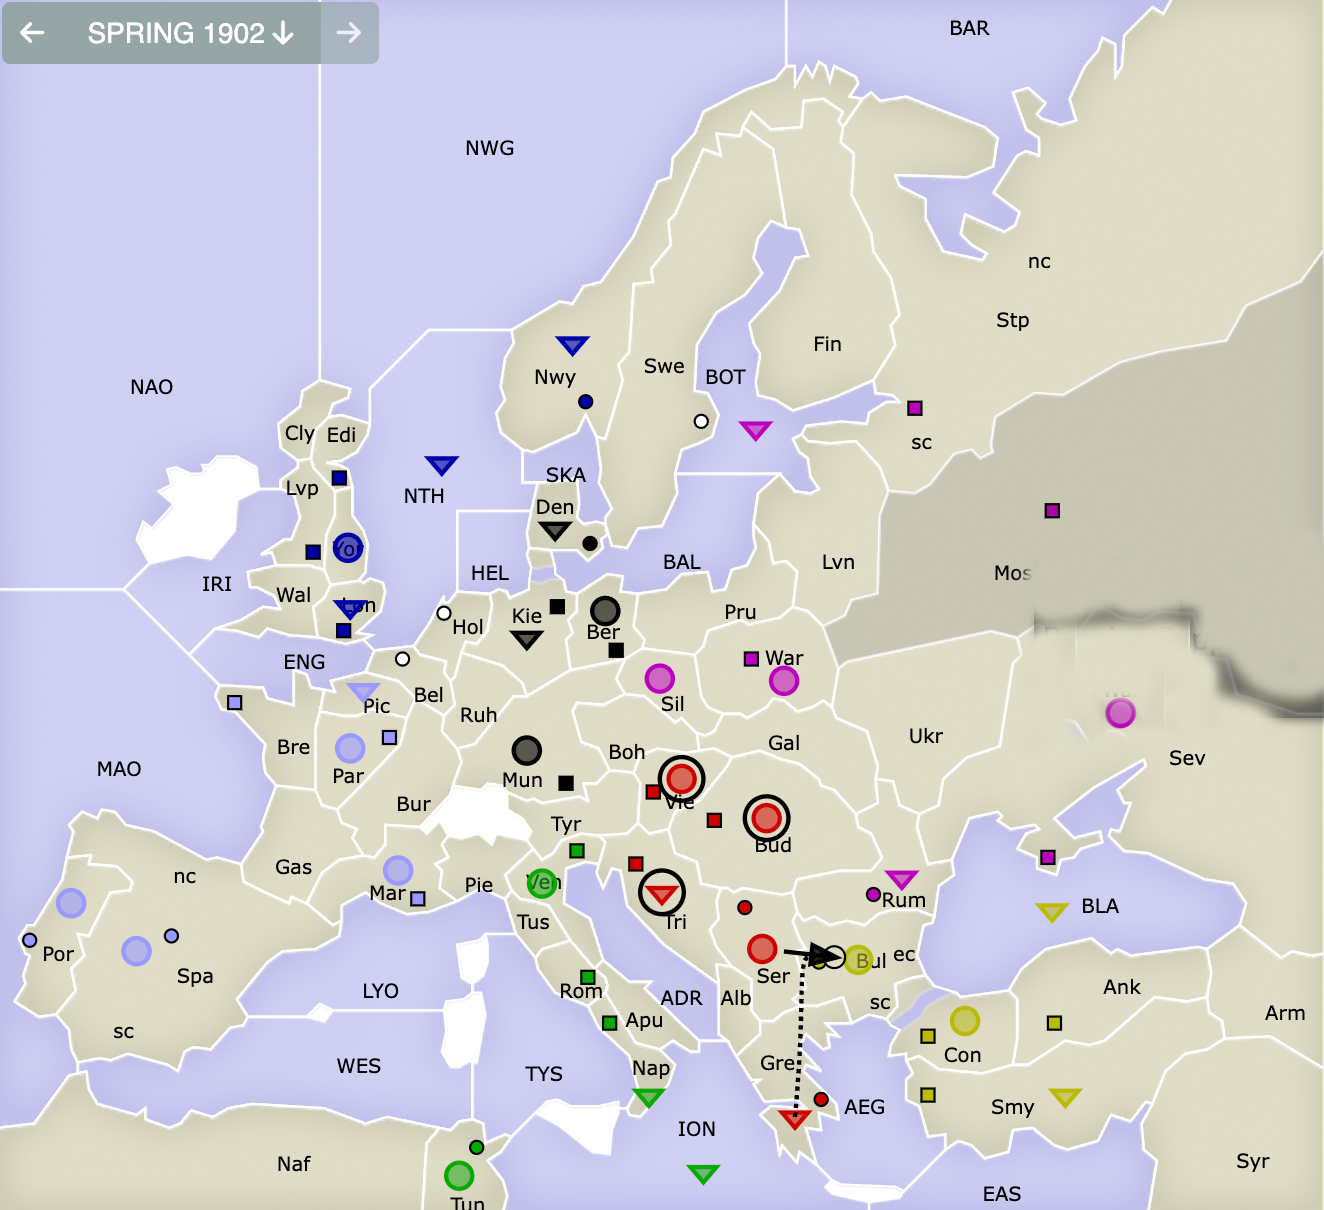 ← SPRING 1902 ↓ →
BAR
NWG
nc
Stp
Fin
Swe
BOT
Nwy
NAO
Cly
Edi
sc
SKA
NTH
Lvp
Den
BAL
Lvn
HEL
Mos
IRI
Wal
Yor
Lon
Kie
Hol
Ber
Pru
ENG
War
Bel
Pic
Sil
Ruh
Bre
Par
Boh
Gal
Ukr
Sev
MAO
Mun
Vie
Bur
Tyr
Bud
Gas
nc
Mar
Pie
Ven
Rum
BLA
Tus
Tri
Por
Spa
Ser
Bul
ec
Rom
LYO
ADR
Alb
sc
Ank
Arm
Apu
sc
Con
WES
TYS
Nap
Gre
AEG
Smy
ION
Naf
Syr
EAS
Tun